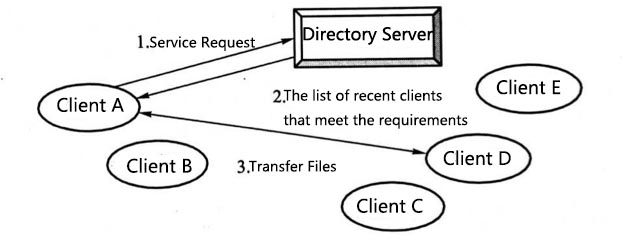 1.Service Request
Directory Server
Client A
2.The list of recent clients
that meet the requirements
Client E
Client B
3.Transfer Files
Client D
Client C